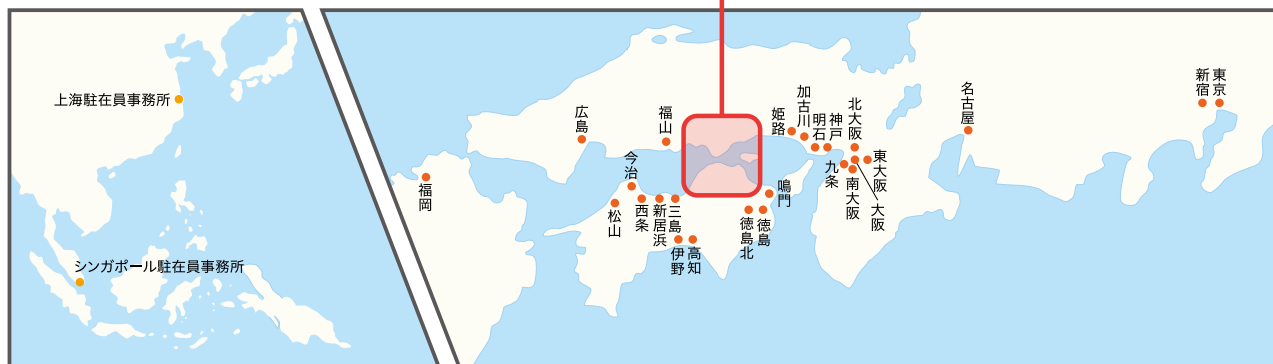 上海駐在員事務所
シンガポール駐在員事務所
福岡
広島
福山
今治
松山
西条
新居浜
三島
伊野
高知
姫路
加古川
明石
神戸
北大阪
九条
南大阪
東大阪
大阪
鳴門
徳島北
徳島
名古屋
新宿
東京